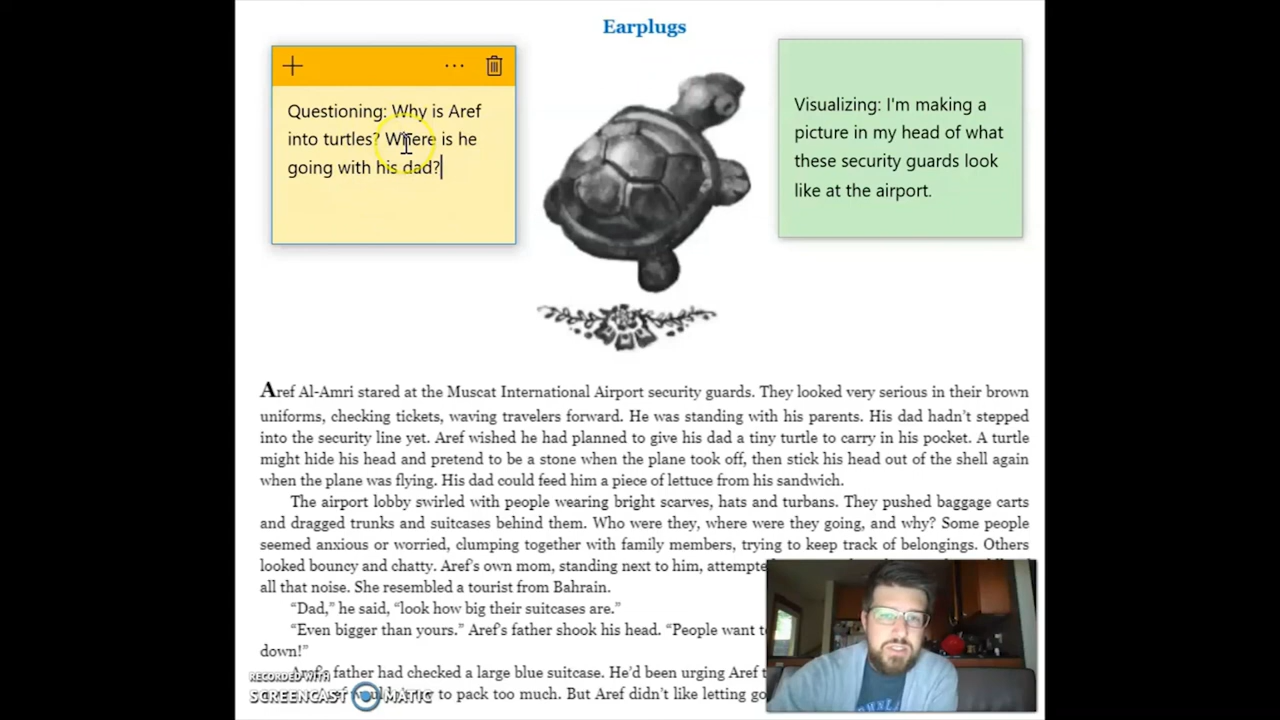 Earplugs
Questioning: Why is Aref
into turtles? Where is he
going with his dad?
Visualizing: I'm making a
picture in my head of what
these security guards look
like at the airport.
Aref Al-Amri stared at the Muscat International Airport security guards. They looked very serious in their brown
uniforms, checking tickets, waving travelers forward. He was standing with his parents. His dad hadn't stepped
into the security line yet. Aref wished he had planned to give his dad a tiny turtle to carry in his pocket. A turtle
might hide his head and pretend to be a stone when the plane took off, then stick his head out of the shell again
when the plane was flying. His dad could feed him a piece of lettuce from his sandwich.
The airport lobby swirled with people wearing bright scarves, hats and turbans. They pushed baggage carts
and dragged trunks and suitcases behind them. Who were they, where were they going, and why? Some people
seemed anxious or worried, clumping together with family members, trying to keep track of belongings. Others
looked bouncy and chatty. Aref's own mom, standing next to him,
all that noise. She resembled a tourist from Bahrain.
"Dad," he said, "look how big their suitcases are."
"Even bigger than yours." Aref's father shook his head. "People want
down!"
Aref's father had checked a large blue suitcase. He'd been urging Aref
to pack too much. But Aref didn't like letting
RECORDED WITH
SCREENCAST MATIC